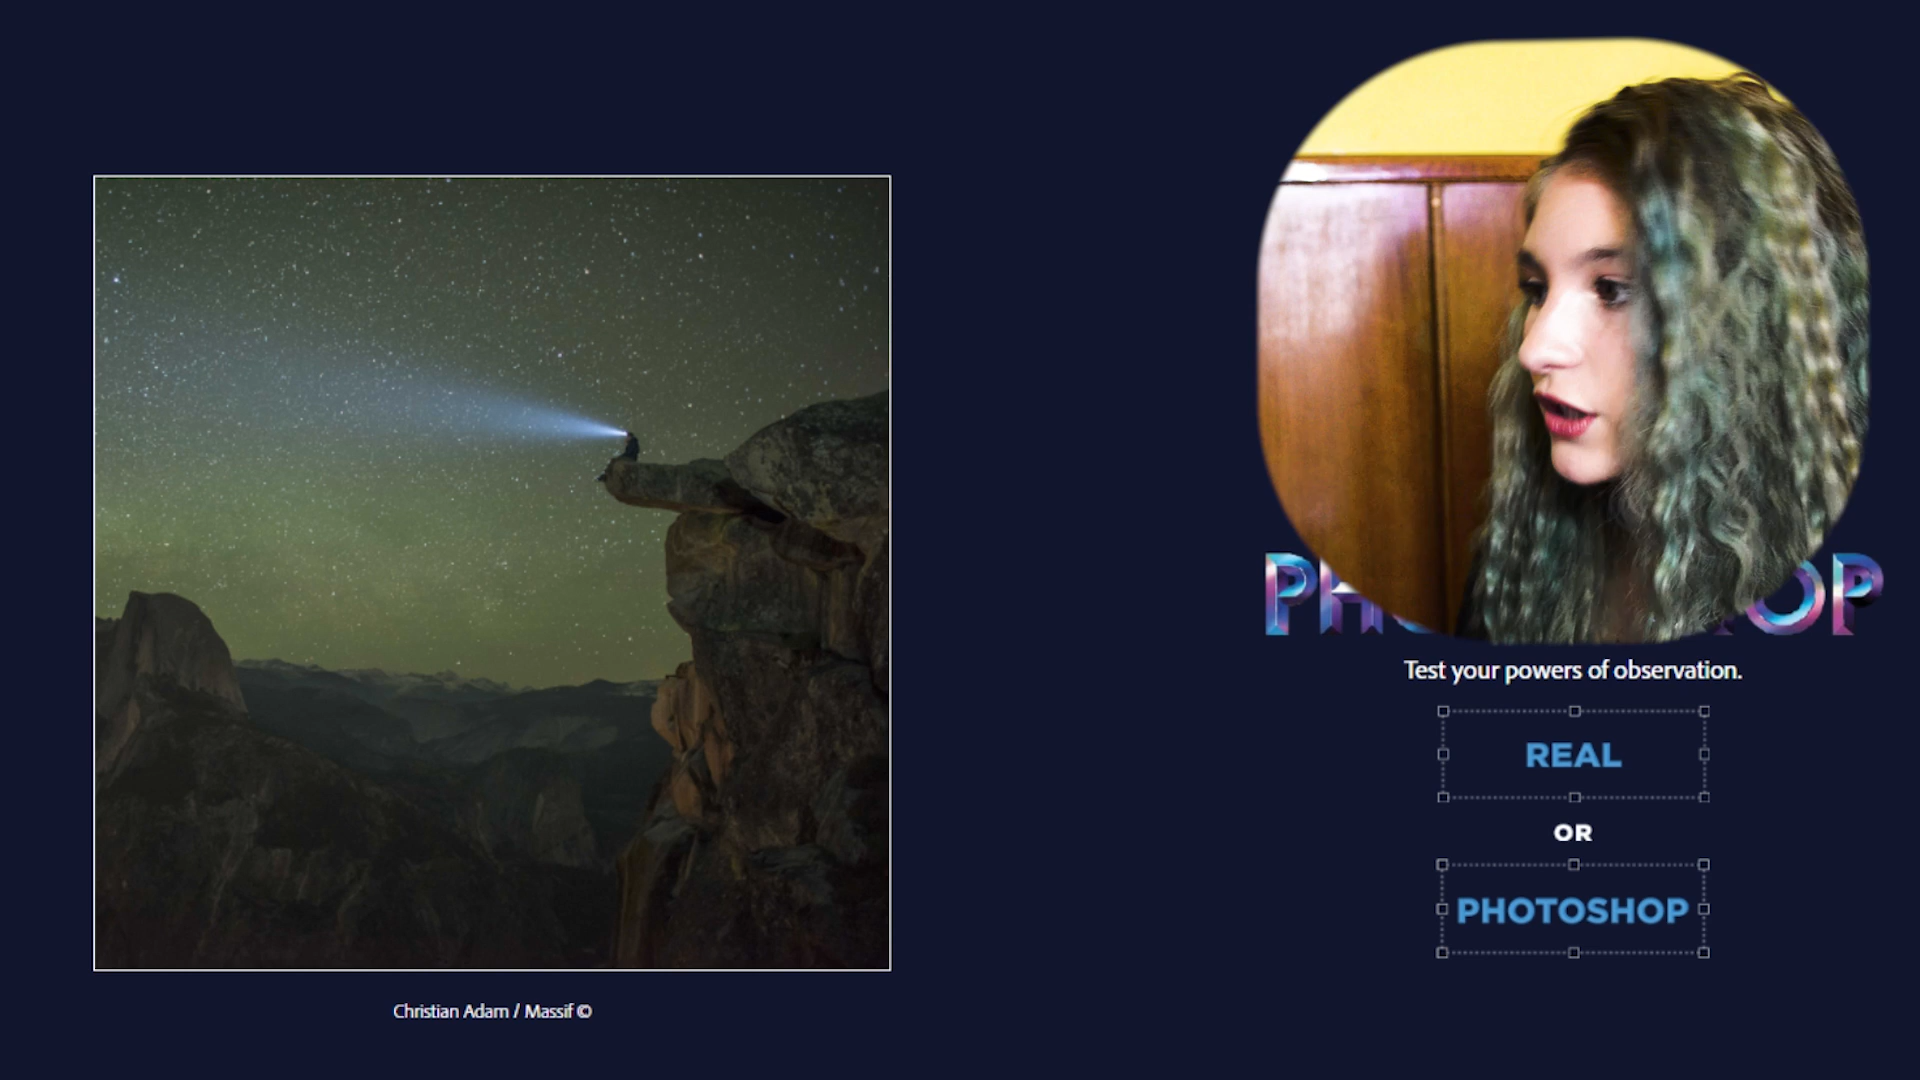 Test your powers of observation.
REAL
OR
PHOTOSHOP
Christian Adam / Massif ©